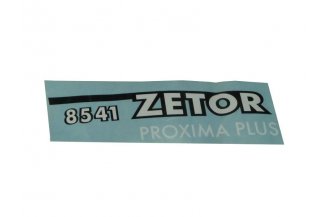 8541 ZETOR
PROXIMA PLUS